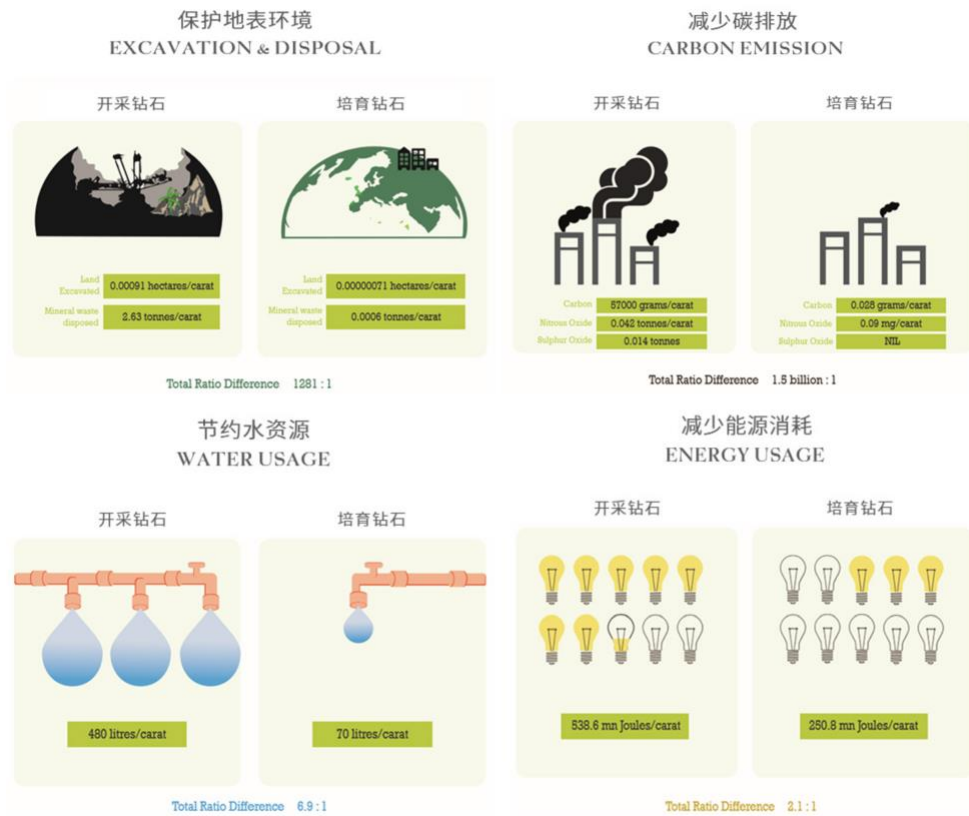 保护地表环境
EXCAVATION & DISPOSAL
开采钻石
培育钻石
Land
Excavated
0.00091 hectares/carat
Mineral waste
disposed
2.63 tonnes/carat
Land
Excavated
0.00000071 hectares/carat
Mineral waste
disposed
0.0006 tonnes/carat
Total Ratio Difference 1281 : 1
减少碳排放
CARBON EMISSION
开采钻石
培育钻石
Carbon 57000 grams/carat
Nitrous Oxide 0.042 tonnes/carat
Sulphur Oxide 0.014 tonnes
Carbon 0.028 grams/carat
Nitrous Oxide 0.09 mg/carat
Sulphur Oxide NIL
Total Ratio Difference 1.5 billion : 1
节约水资源
WATER USAGE
开采钻石
培育钻石
480 litres/carat
70 litres/carat
Total Ratio Difference 6.9 : 1
减少能源消耗
ENERGY USAGE
开采钻石
培育钻石
538.6 mn Joules/carat
250.8 mn Joules/carat
Total Ratio Difference 2.1 : 1